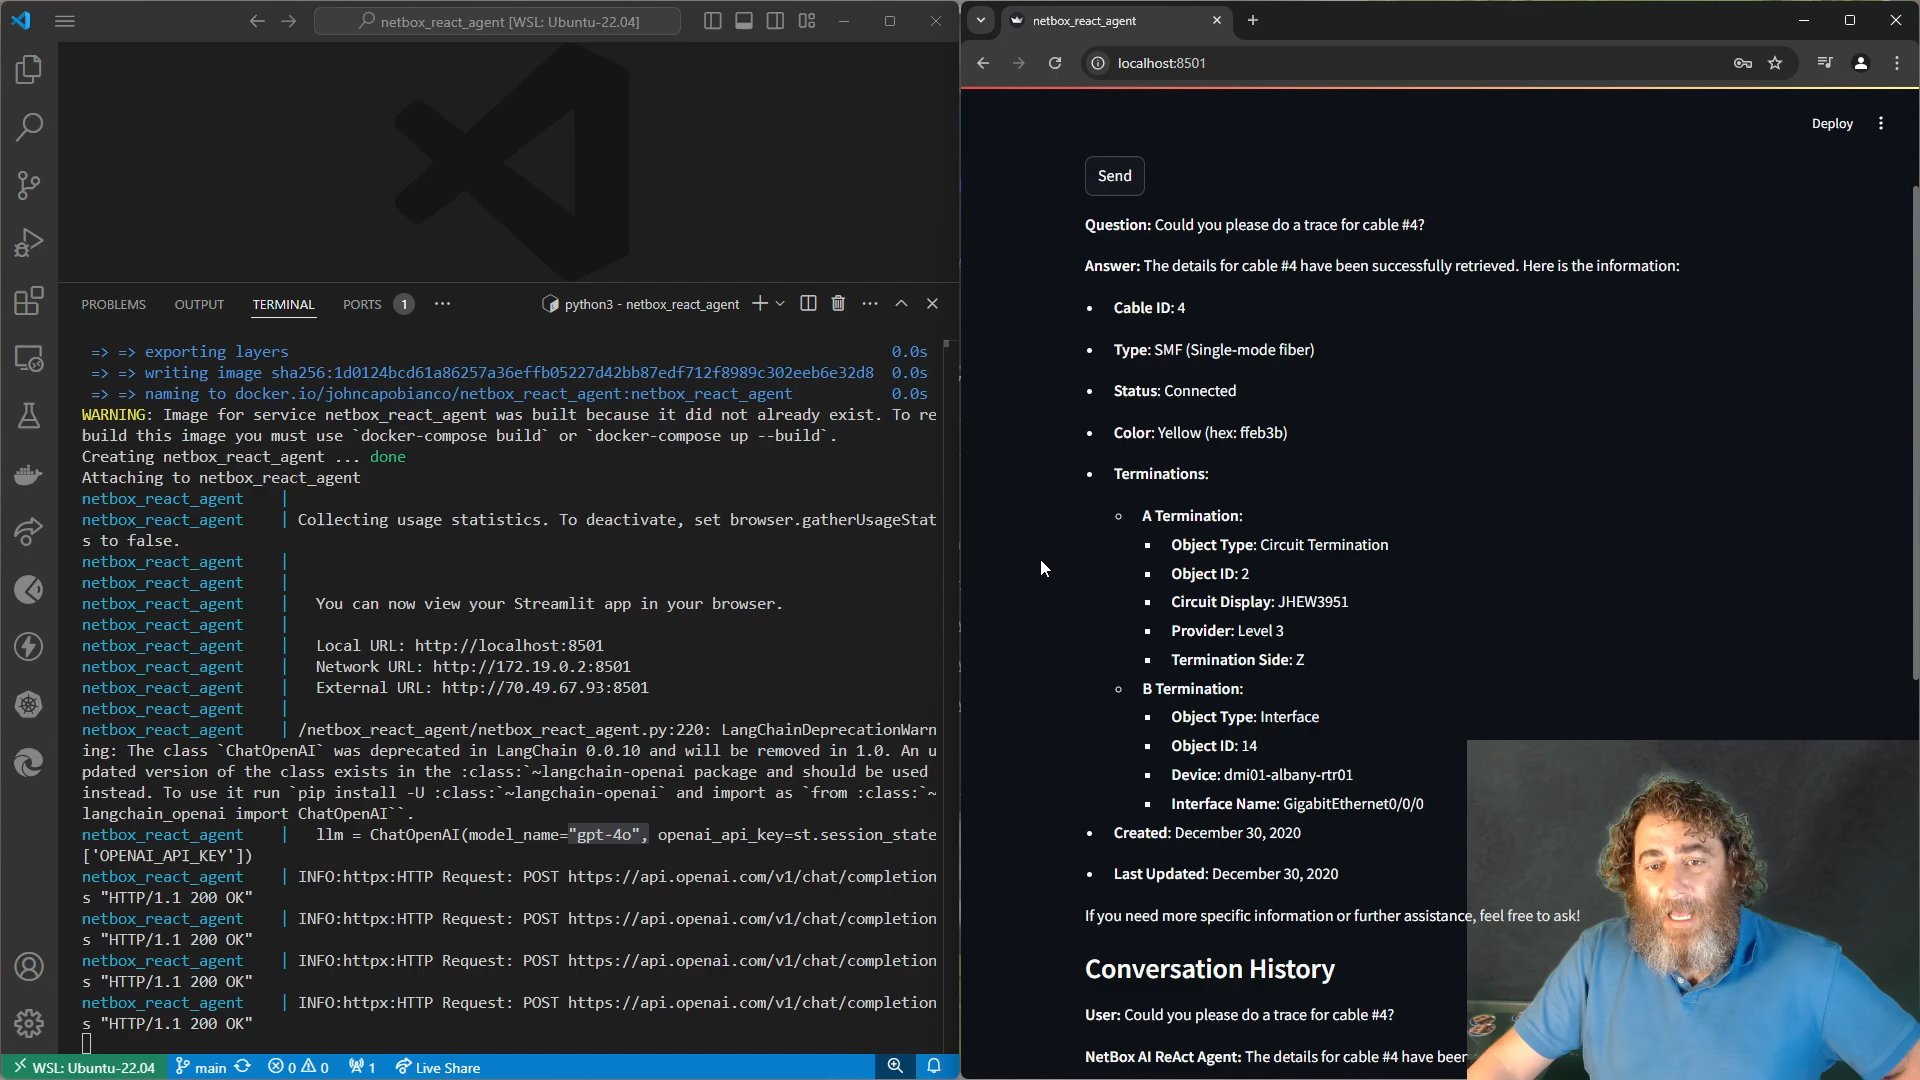 netbox_react_agent [WSL: Ubuntu-22.04]
PROBLEMS OUTPUT TERMINAL PORTS 1 python3 - netbox_react_agent
=> => exporting layers 0.0s
=> => writing image sha256:1d0124bcd61a86257a36effb05227d42bb87edf712f8989c302eeb6e32d8 0.0s
=> => naming to docker.io/johncapobianco/netbox_react_agent:netbox_react_agent 0.0s
WARNING: Image for service netbox_react_agent was built because it did not already exist. To re
build this image you must use `docker-compose build` or `docker-compose up --build`.
Creating netbox_react_agent ... done
Attaching to netbox_react_agent
netbox_react_agent |
netbox_react_agent | Collecting usage statistics. To deactivate, set browser.gatherUsageStat
s to false.
netbox_react_agent |
netbox_react_agent |
netbox_react_agent | You can now view your Streamlit app in your browser.
netbox_react_agent |
netbox_react_agent | Local URL: http://localhost:8501
netbox_react_agent | Network URL: http://172.19.0.2:8501
netbox_react_agent | External URL: http://70.49.67.93:8501
netbox_react_agent |
netbox_react_agent | /netbox_react_agent/netbox_react_agent.py:220: LangChainDeprecationWarn
ing: The class `ChatOpenAI` was deprecated in LangChain 0.0.10 and will be removed in 1.0. An u
pdated version of the class exists in the :class:`~langchain-openai package and should be used
instead. To use it run `pip install -U :class:`~langchain-openai` and import as `from :class:`~
langchain_openai import ChatOpenAI``.
netbox_react_agent | llm = ChatOpenAI(model_name="gpt-4o", openai_api_key=st.session_state
['OPENAI_API_KEY'])
netbox_react_agent | INFO:httpx:HTTP Request: POST https://api.openai.com/v1/chat/completion
s "HTTP/1.1 200 OK"
netbox_react_agent | INFO:httpx:HTTP Request: POST https://api.openai.com/v1/chat/completion
s "HTTP/1.1 200 OK"
netbox_react_agent | INFO:httpx:HTTP Request: POST https://api.openai.com/v1/chat/completion
s "HTTP/1.1 200 OK"
netbox_react_agent | INFO:httpx:HTTP Request: POST https://api.openai.com/v1/chat/completion
s "HTTP/1.1 200 OK"
WSL: Ubuntu-22.04 main 0 0 1 Live Share
netbox_react_agent
localhost:8501
Deploy
Send
Question: Could you please do a trace for cable #4?
Answer: The details for cable #4 have been successfully retrieved. Here is the information:
• Cable ID: 4
• Type: SMF (Single-mode fiber)
• Status: Connected
• Color: Yellow (hex: ffeb3b)
• Terminations:
○ A Termination:
▪ Object Type: Circuit Termination
▪ Object ID: 2
▪ Circuit Display: JHEW3951
▪ Provider: Level 3
▪ Termination Side: Z
○ B Termination:
▪ Object Type: Interface
▪ Object ID: 14
▪ Device: dmi01-albany-rtr01
▪ Interface Name: GigabitEthernet0/0/0
• Created: December 30, 2020
• Last Updated: December 30, 2020
If you need more specific information or further assistance, feel free to ask!
Conversation History
User: Could you please do a trace for cable #4?
NetBox AI ReAct Agent: The details for cable #4 have been